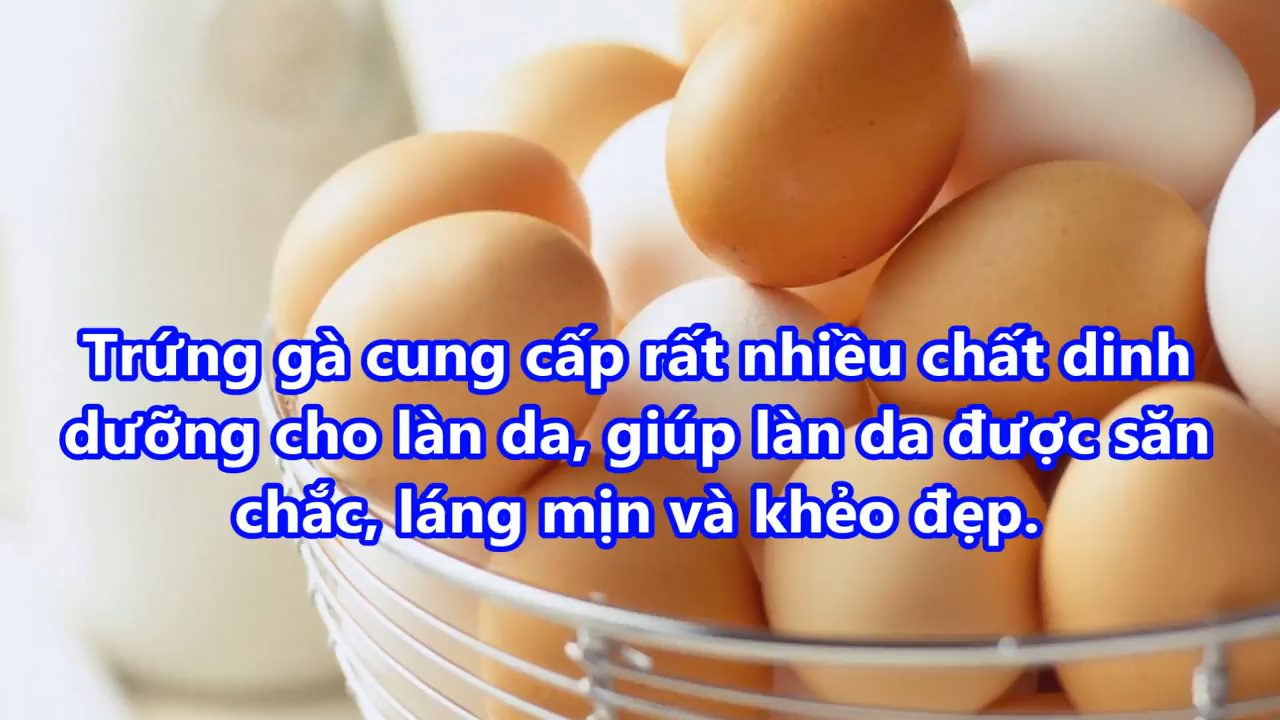 Trứng gà cung cấp rất nhiều chất dinh
dưỡng cho làn da, giúp làn da được săn
chắc, láng mịn và khẻo đẹp.